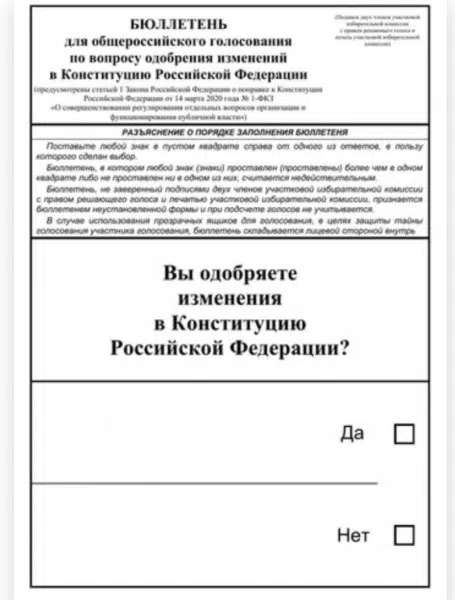 БЮЛЛЕТЕНЬ
для общероссийского голосования
по вопросу одобрения изменений
в Конституцию Российской Федерации
(предусмотрены статьей 1 Закона Российской Федерации о поправке к Конституции
Российской Федерации от 14 марта 2020 года № 1-ФКЗ
«О совершенствовании регулирования отдельных вопросов организации и
функционирования публичной власти»)
(Подписи двух членов участковой
избирательной комиссии
с правом решающего голоса и
печать участковой избирательной
комиссии)
РАЗЪЯСНЕНИЕ О ПОРЯДКЕ ЗАПОЛНЕНИЯ БЮЛЛЕТЕНЯ
Поставьте любой знак в пустом квадрате справа от одного из ответов, в пользу
которого сделан выбор.
Бюллетень, в котором любой знак (знаки) проставлен (проставлены) более чем в одном
квадрате либо не проставлен ни в одном из них, считается недействительным.
Бюллетень, не заверенный подписями двух членов участковой избирательной комиссии
с правом решающего голоса и печатью участковой избирательной комиссии, признается
бюллетенем неустановленной формы и при подсчете голосов не учитывается.
В случае использования прозрачных ящиков для голосования, в целях защиты тайны
голосования участника голосования, бюллетень складывается лицевой стороной внутрь
Вы одобряете
изменения
в Конституцию
Российской Федерации?
Да
Нет